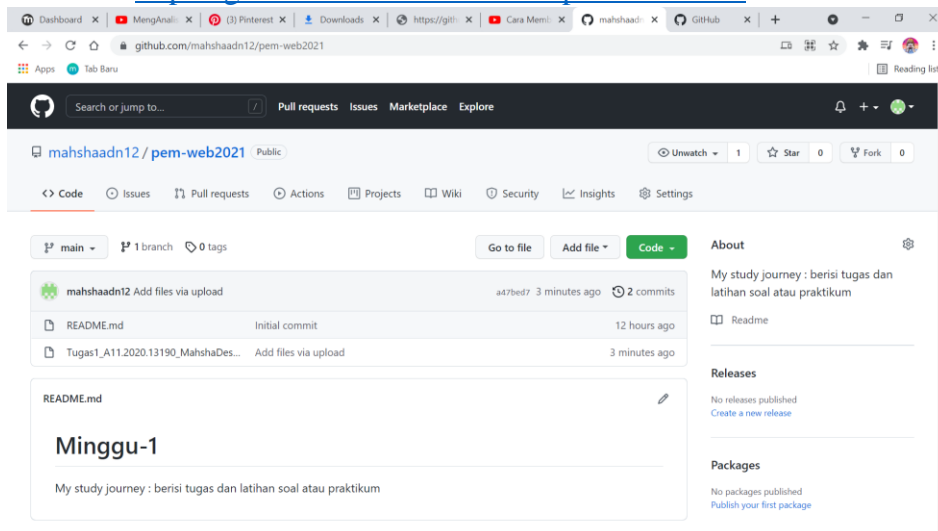 Dashboard
MengAnalis
(3) Pinterest
Downloads
https://gith
Cara Memb
mahshaadn
GitHub
github.com/mahshaadn12/pem-web2021
Apps
Tab Baru
Reading list
Search or jump to...
/
Pull requests Issues Marketplace Explore
mahshaadn12 / pem-web2021 Public
Unwatch 1
Star 0
Fork 0
Code Issues Pull requests Actions Projects Wiki Security Insights Settings
main 1 branch 0 tags
Go to file Add file Code
mahshaadn12 Add files via upload a47bed7 3 minutes ago 2 commits
README.md Initial commit 12 hours ago
Tugas1_A11.2020.13190_MahshaDes... Add files via upload 3 minutes ago
README.md
Minggu-1
My study journey : berisi tugas dan latihan soal atau praktikum
About
My study journey : berisi tugas dan
latihan soal atau praktikum
Readme
Releases
No releases published
Create a new release
Packages
No packages published
Publish your first package